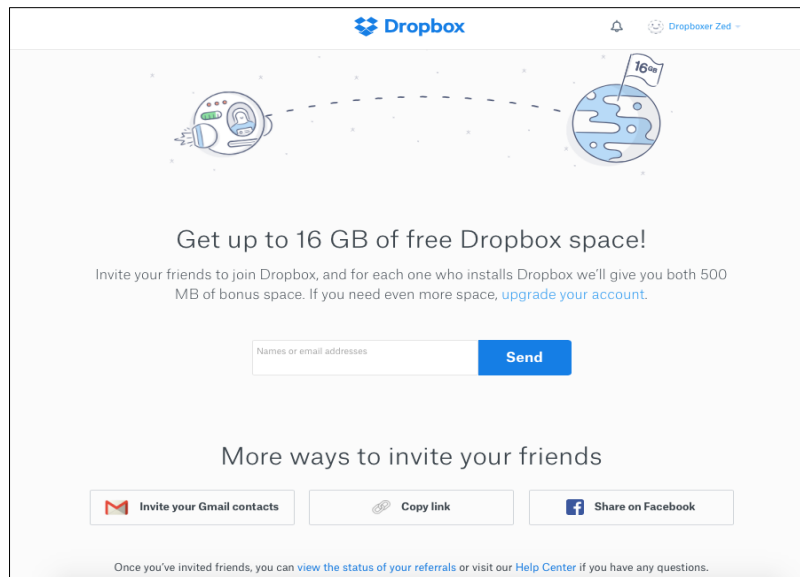 Dropbox
Dropboxer Zed
16GB
Get up to 16 GB of free Dropbox space!
Invite your friends to join Dropbox, and for each one who installs Dropbox we'll give you both 500
MB of bonus space. If you need even more space, upgrade your account.
Names or email addresses
Send
More ways to invite your friends
Invite your Gmail contacts
Copy link
Share on Facebook
Once you've invited friends, you can view the status of your referrals or visit our Help Center if you have any questions.